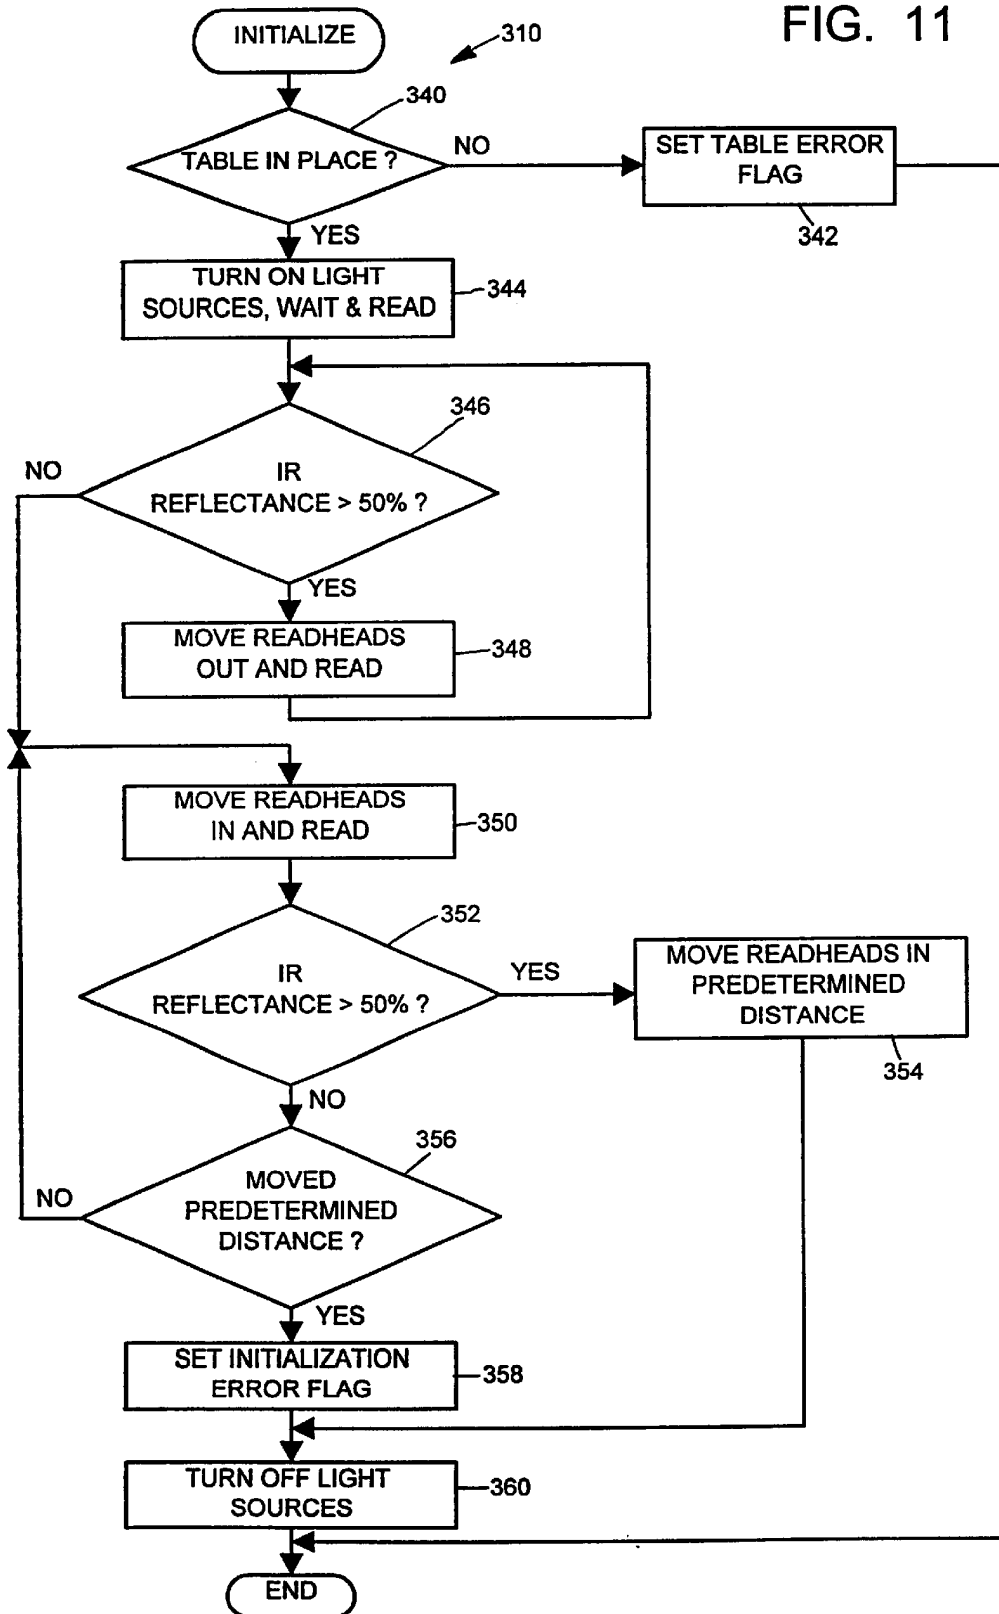 FIG. 11
INITIALIZE
310
340
TABLE IN PLACE ?
NO
SET TABLE ERROR
FLAG
342
YES
TURN ON LIGHT
SOURCES, WAIT & READ
344
346
NO
IR
REFLECTANCE > 50% ?
YES
MOVE READHEADS
OUT AND READ
348
MOVE READHEADS
IN AND READ
350
352
IR
REFLECTANCE > 50% ?
YES
MOVE READHEADS IN
PREDETERMINED
DISTANCE
354
NO
356
MOVED
PREDETERMINED
DISTANCE ?
NO
YES
SET INITIALIZATION
ERROR FLAG
358
TURN OFF LIGHT
SOURCES
360
END